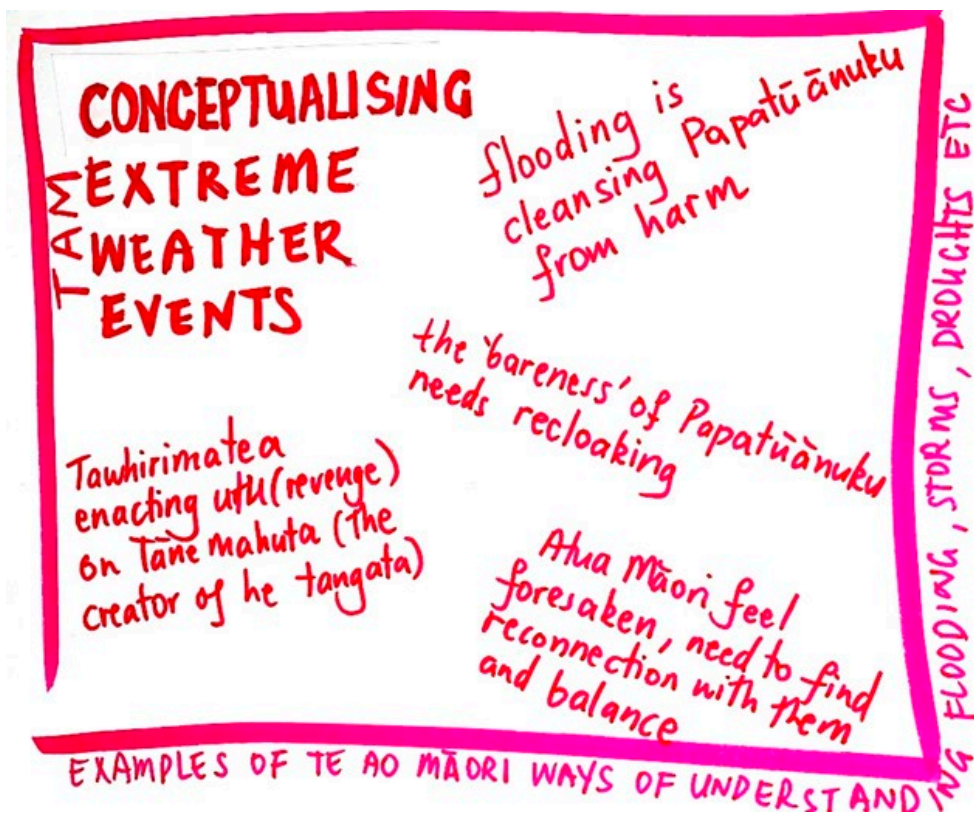 CONCEPTUALISING
TAM
EXTREME
WEATHER
EVENTS
flooding is
cleansing Papatūānuku
from harm
the 'bareness' of Papatūānuku
needs recloaking
Tawhirimatea
enacting utu (revenge)
on Tāne mahuta (the
creator of he tangata)
Atua Māori feel
foresaken, need to find
reconnection with them
and balance
EXAMPLES OF TE AO MĀORI WAYS OF UNDERSTANDING FLOODING, STORMS, DROUGHTS ETC